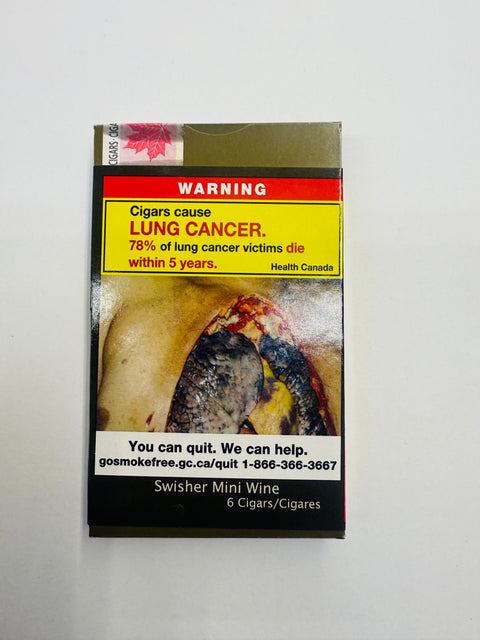 CIGARS·CIGA
WARNING
Cigars cause
LUNG CANCER.
78% of lung cancer victims die
within 5 years.
Health Canada
You can quit. We can help.
gosmokefree.gc.ca/quit 1-866-366-3667
Swisher Mini Wine
6 Cigars/Cigares